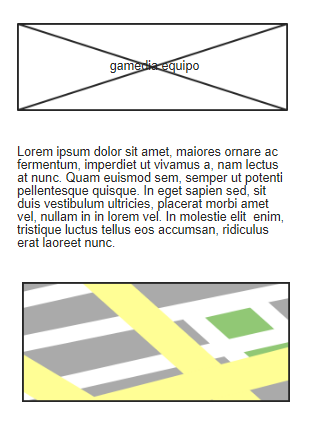 gamedia equipo
Lorem ipsum dolor sit amet, maiores ornare ac
fermentum, imperdiet ut vivamus a, nam lectus
at nunc. Quam euismod sem, semper ut potenti
pellentesque quisque. In eget sapien sed, sit
duis vestibulum ultricies, placerat morbi amet
vel, nullam in in lorem vel. In molestie elit  enim,
tristique luctus tellus eos accumsan, ridiculus
erat laoreet nunc.